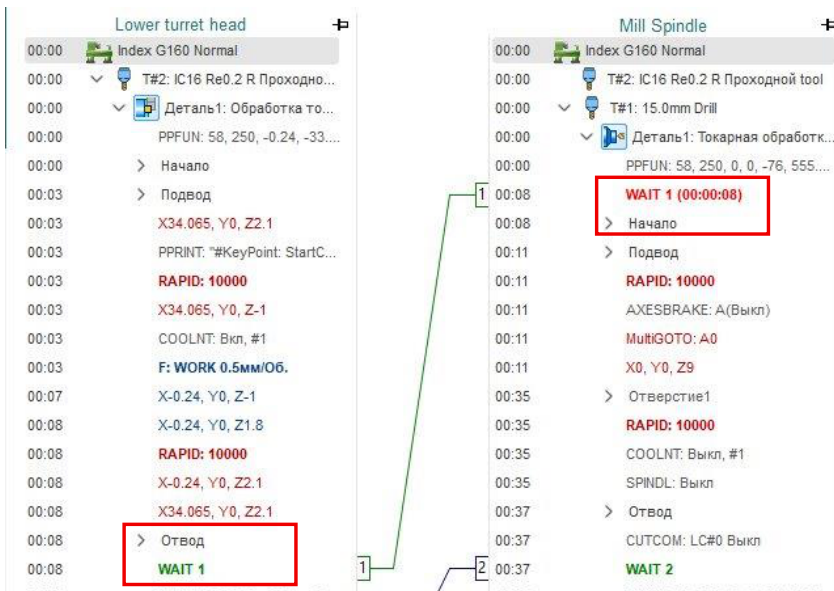 Lower turret head
00:00 Index G160 Normal
00:00 T#2: IC16 Re0.2 R Проходно...
00:00 Деталь1: Обработка то...
00:00 PPFUN: 58, 250, -0.24, -33....
00:00 Начало
00:03 Подвод
00:03 X34.065, Y0, Z2.1
00:03 PPRINT: "#KeyPoint: StartC...
00:03 RAPID: 10000
00:03 X34.065, Y0, Z-1
00:03 COOLNT: Вкл, #1
00:03 F: WORK 0.5мм/Об.
00:07 X-0.24, Y0, Z-1
00:08 X-0.24, Y0, Z1.8
00:08 RAPID: 10000
00:08 X-0.24, Y0, Z2.1
00:08 X34.065, Y0, Z2.1
00:08 Отвод
00:08 WAIT 1
1
Mill Spindle
00:00 Index G160 Normal
00:00 T#2: IC16 Re0.2 R Проходной tool
00:00 T#1: 15.0mm Drill
00:00 Деталь1: Токарная обработк...
00:00 PPFUN: 58, 250, 0, 0, -76, 555....
1 00:08 WAIT 1 (00:00:08)
00:08 Начало
00:11 Подвод
00:11 RAPID: 10000
00:11 AXESBRAKE: A(Выкл)
00:11 MultiGOTO: A0
00:11 X0, Y0, Z9
00:35 Отверстие1
00:35 RAPID: 10000
00:35 COOLNT: Выкл, #1
00:35 SPINDL: Выкл
00:37 Отвод
00:37 CUTCOM: LC#0 Выкл
2 00:37 WAIT 2